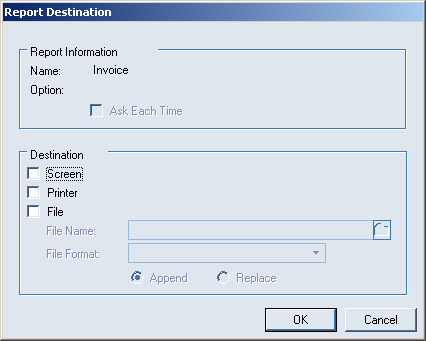 Report Destination
Report Information
Name: Invoice
Option:
Ask Each Time
Destination
Screen
Printer
File
File Name:
File Format:
Append Replace
OK Cancel